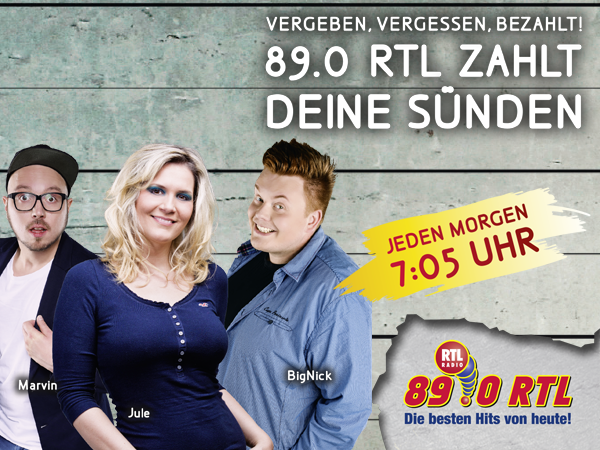 VERGEBEN, VERGESSEN, BEZAHLT!
89.0 RTL ZAHLT
DEINE SÜNDEN
JEDEN MORGEN
7:05 UHR
Marvin
Jule
BigNick
RTL
RADIO
89.0 RTL
Die besten Hits von heute!